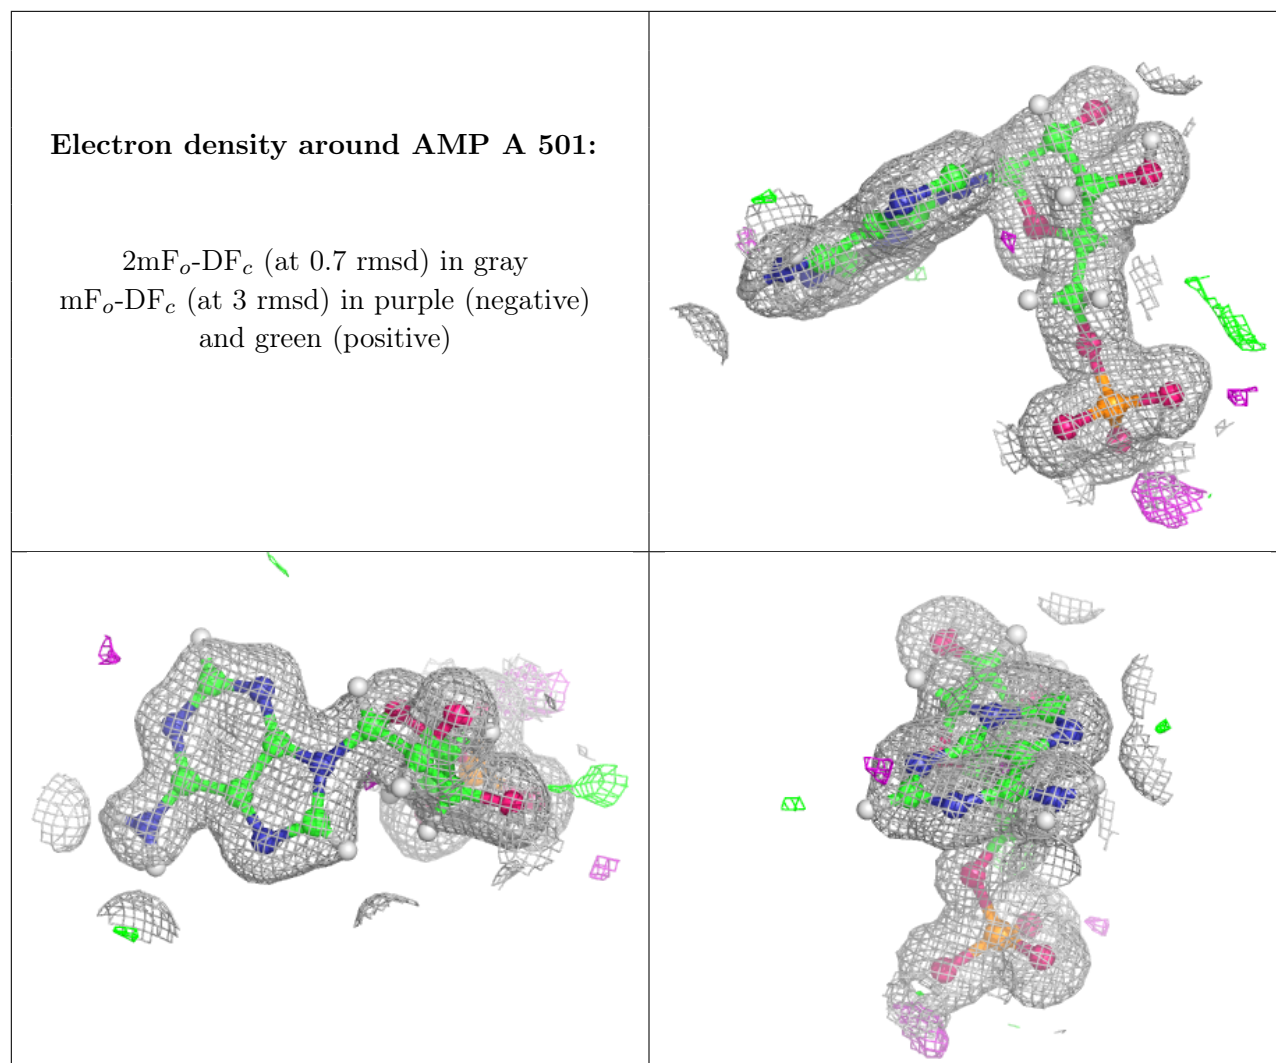 Electron density around AMP A 501:
2mFo-DFc (at 0.7 rmsd) in gray
mFo-DFc (at 3 rmsd) in purple (negative)
and green (positive)